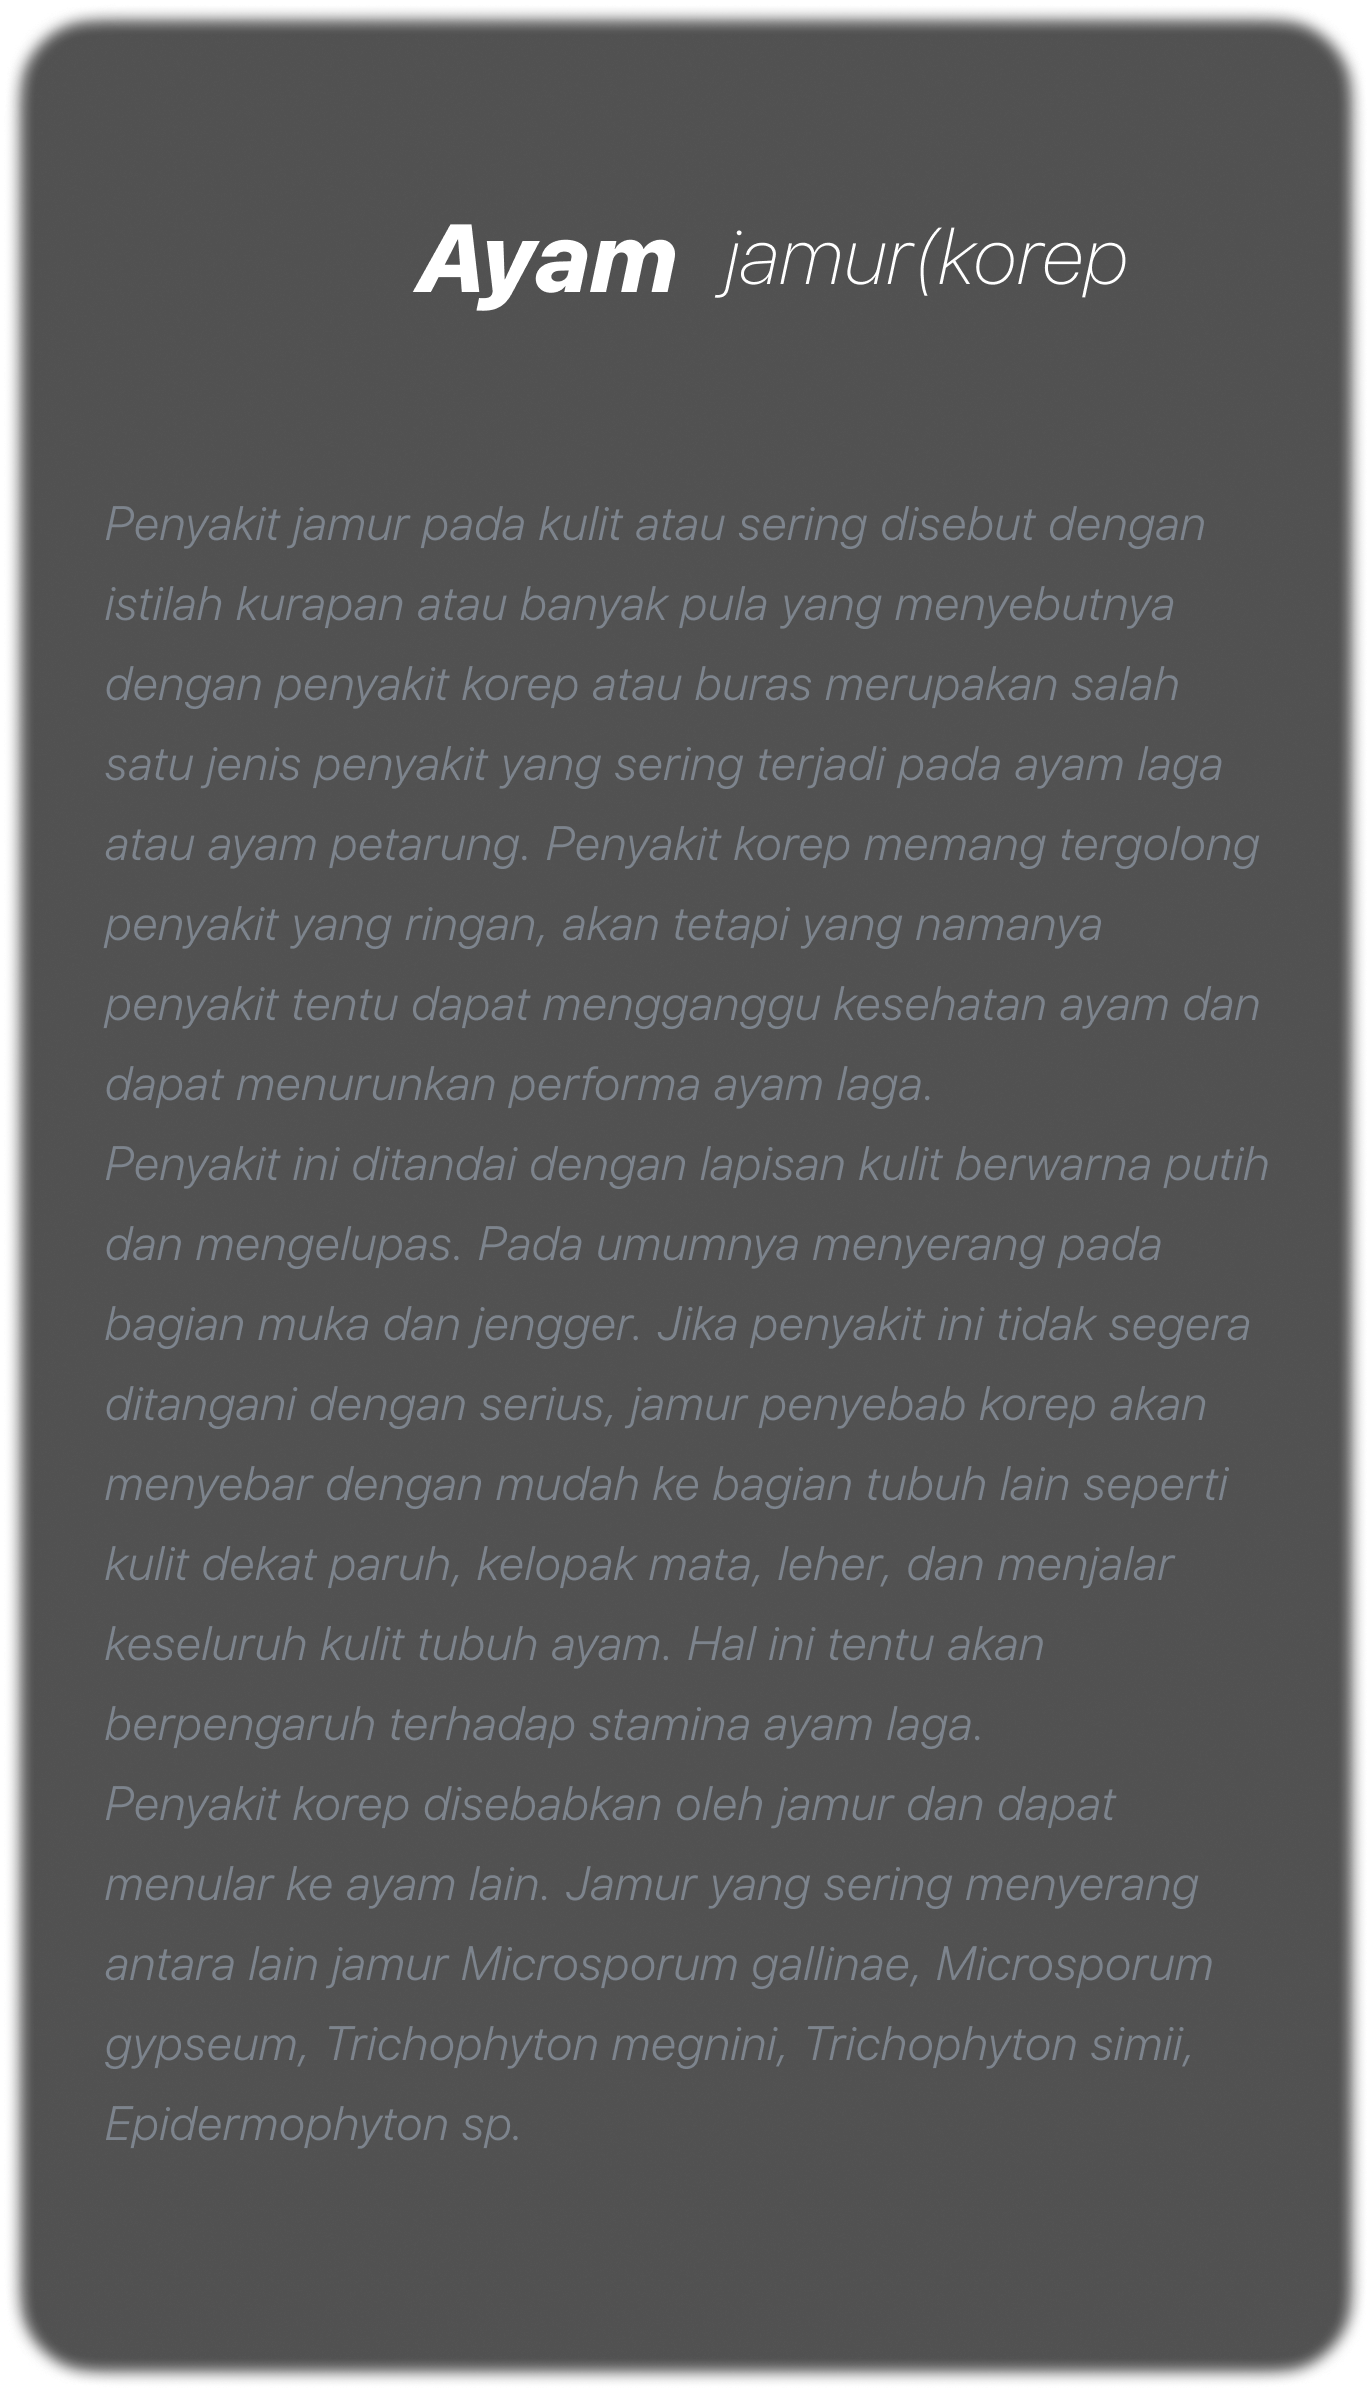 Ayam jamur(korep
Penyakit jamur pada kulit atau sering disebut dengan
istilah kurapan atau banyak pula yang menyebutnya
dengan penyakit korep atau buras merupakan salah
satu jenis penyakit yang sering terjadi pada ayam laga
atau ayam petarung. Penyakit korep memang tergolong
penyakit yang ringan, akan tetapi yang namanya
penyakit tentu dapat mengganggu kesehatan ayam dan
dapat menurunkan performa ayam laga.
Penyakit ini ditandai dengan lapisan kulit berwarna putih
dan mengelupas. Pada umumnya menyerang pada
bagian muka dan jengger. Jika penyakit ini tidak segera
ditangani dengan serius, jamur penyebab korep akan
menyebar dengan mudah ke bagian tubuh lain seperti
kulit dekat paruh, kelopak mata, leher, dan menjalar
keseluruh kulit tubuh ayam. Hal ini tentu akan
berpengaruh terhadap stamina ayam laga.
Penyakit korep disebabkan oleh jamur dan dapat
menular ke ayam lain. Jamur yang sering menyerang
antara lain jamur Microsporum gallinae, Microsporum
gypseum, Trichophyton megnini, Trichophyton simii,
Epidermophyton sp.